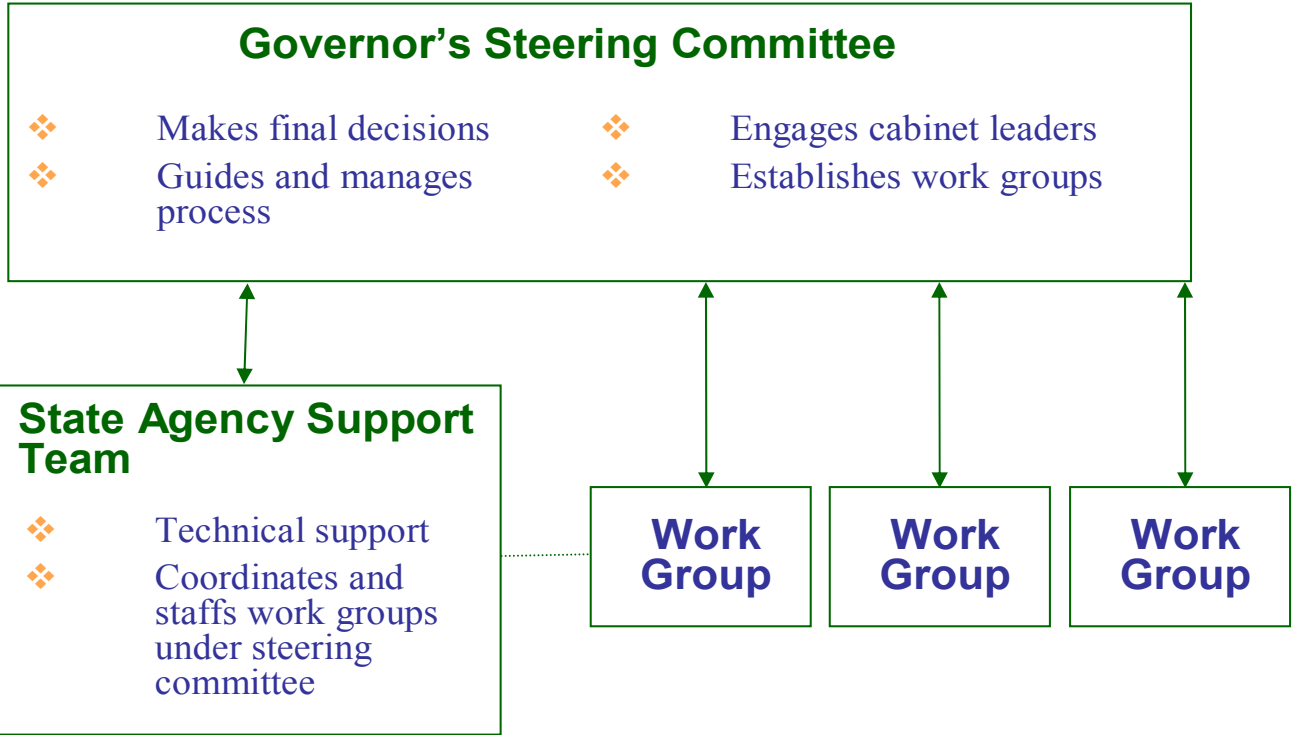 Governor’s Steering Committee
❖ Makes final decisions
❖ Guides and manages
process
❖ Engages cabinet leaders
❖ Establishes work groups
State Agency Support
Team
❖ Technical support
❖ Coordinates and
staffs work groups
under steering
committee
Work
Group
Work
Group
Work
Group